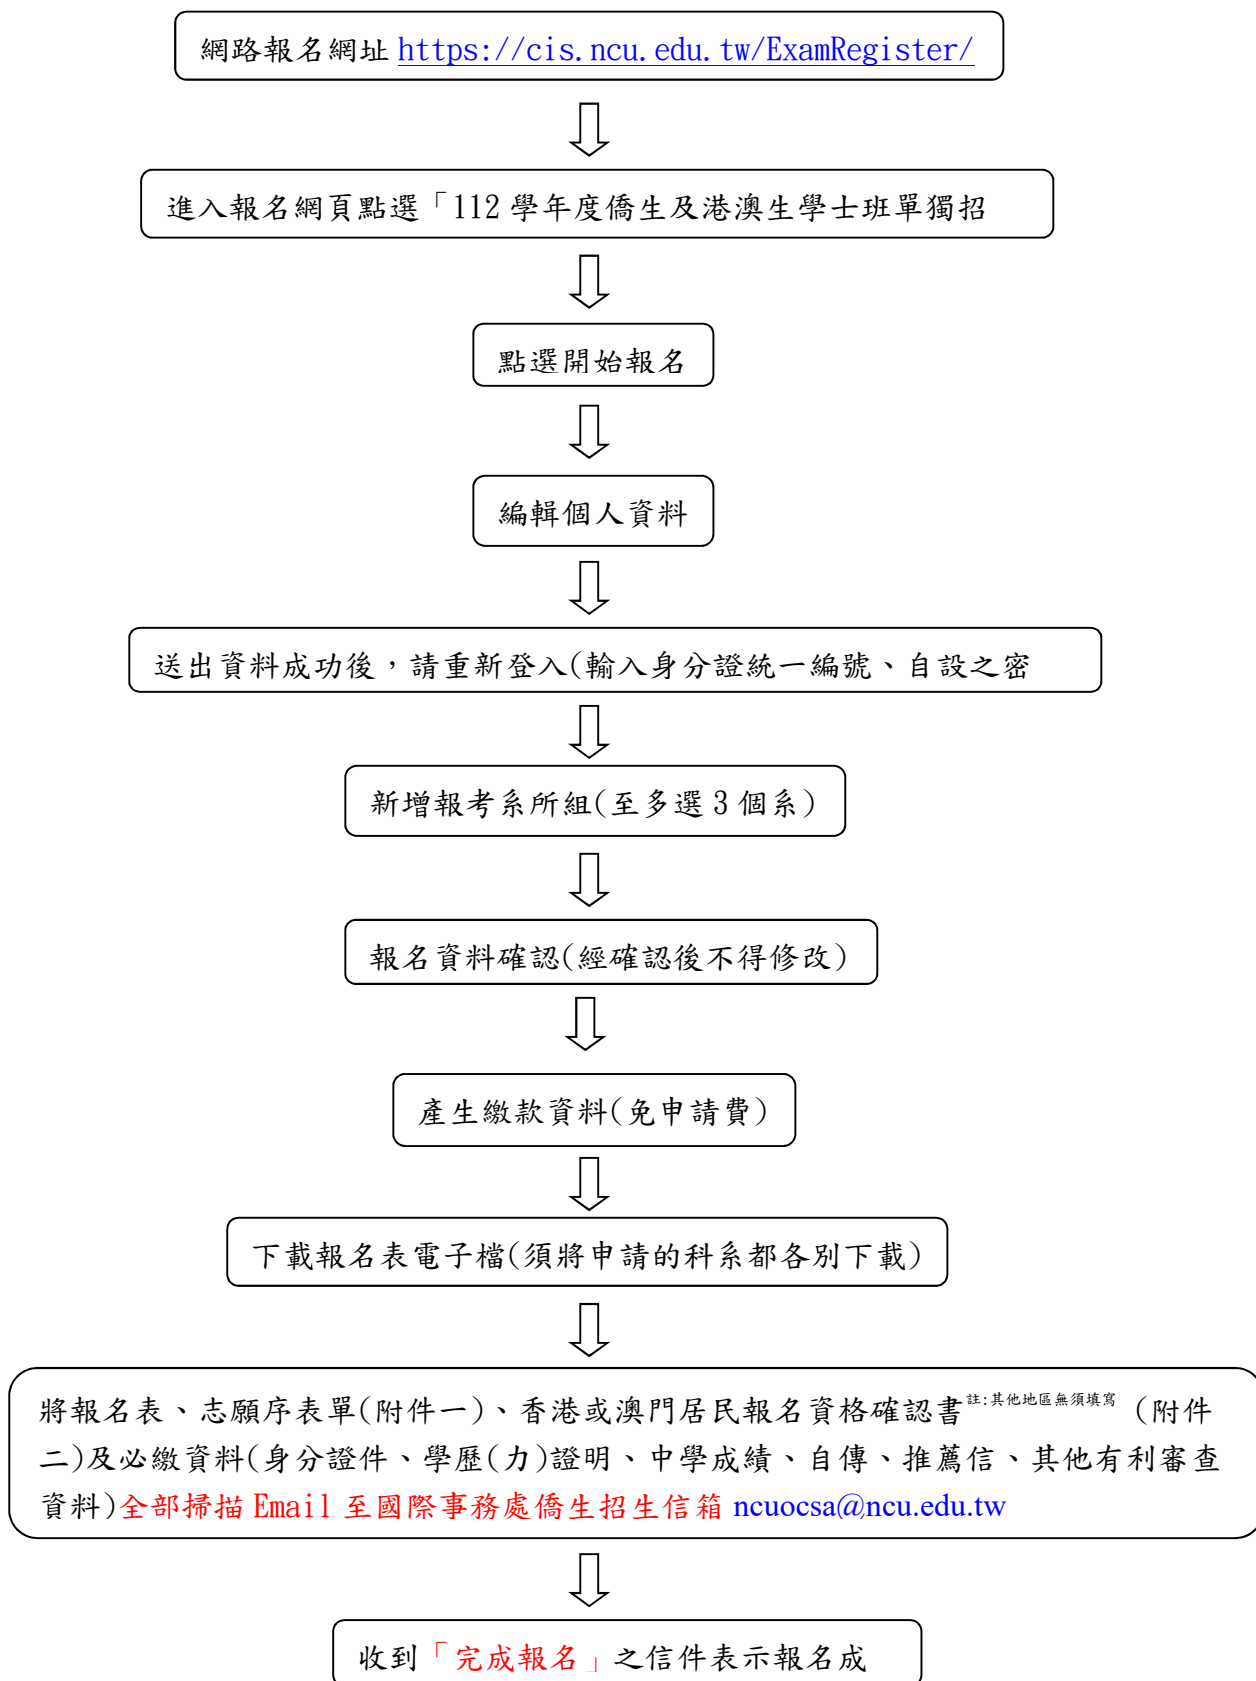 網路報名網址 https://cis.ncu.edu.tw/ExamRegister/
進入報名網頁點選「112 學年度僑生及港澳生學士班單獨招
點選開始報名
編輯個人資料
送出資料成功後，請重新登入(輸入身分證統一編號、自設之密
新增報考系所組(至多選 3 個系)
報名資料確認(經確認後不得修改)
產生繳款資料(免申請費)
下載報名表電子檔(須將申請的科系都各別下載)
將報名表、志願序表單(附件一)、香港或澳門居民報名資格確認書註:其他地區無須填寫 (附件
二)及必繳資料(身分證件、學歷(力)證明、中學成績、自傳、推薦信、其他有利審查
資料)全部掃描 Email 至國際事務處僑生招生信箱 ncuocsa@ncu.edu.tw
收到「完成報名」之信件表示報名成